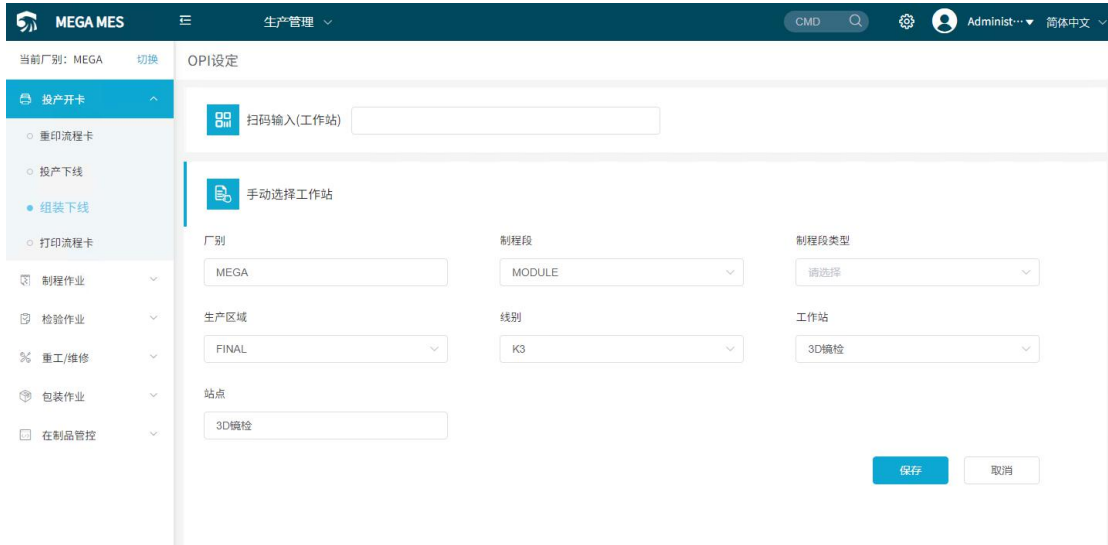 MEGA MES
生产管理
CMD
Administ···
简体中文
当前厂别：MEGA 切换
OPI设定
投产开卡
重印流程卡
投产下线
组装下线
打印流程卡
制程作业
检验作业
重工/维修
包装作业
在制品管控
扫码输入(工作站)
手动选择工作站
厂别 制程段 制程段类型
MEGA MODULE 请选择
生产区域 线别 工作站
FINAL K3 3D镜检
站点
3D镜检
保存 取消